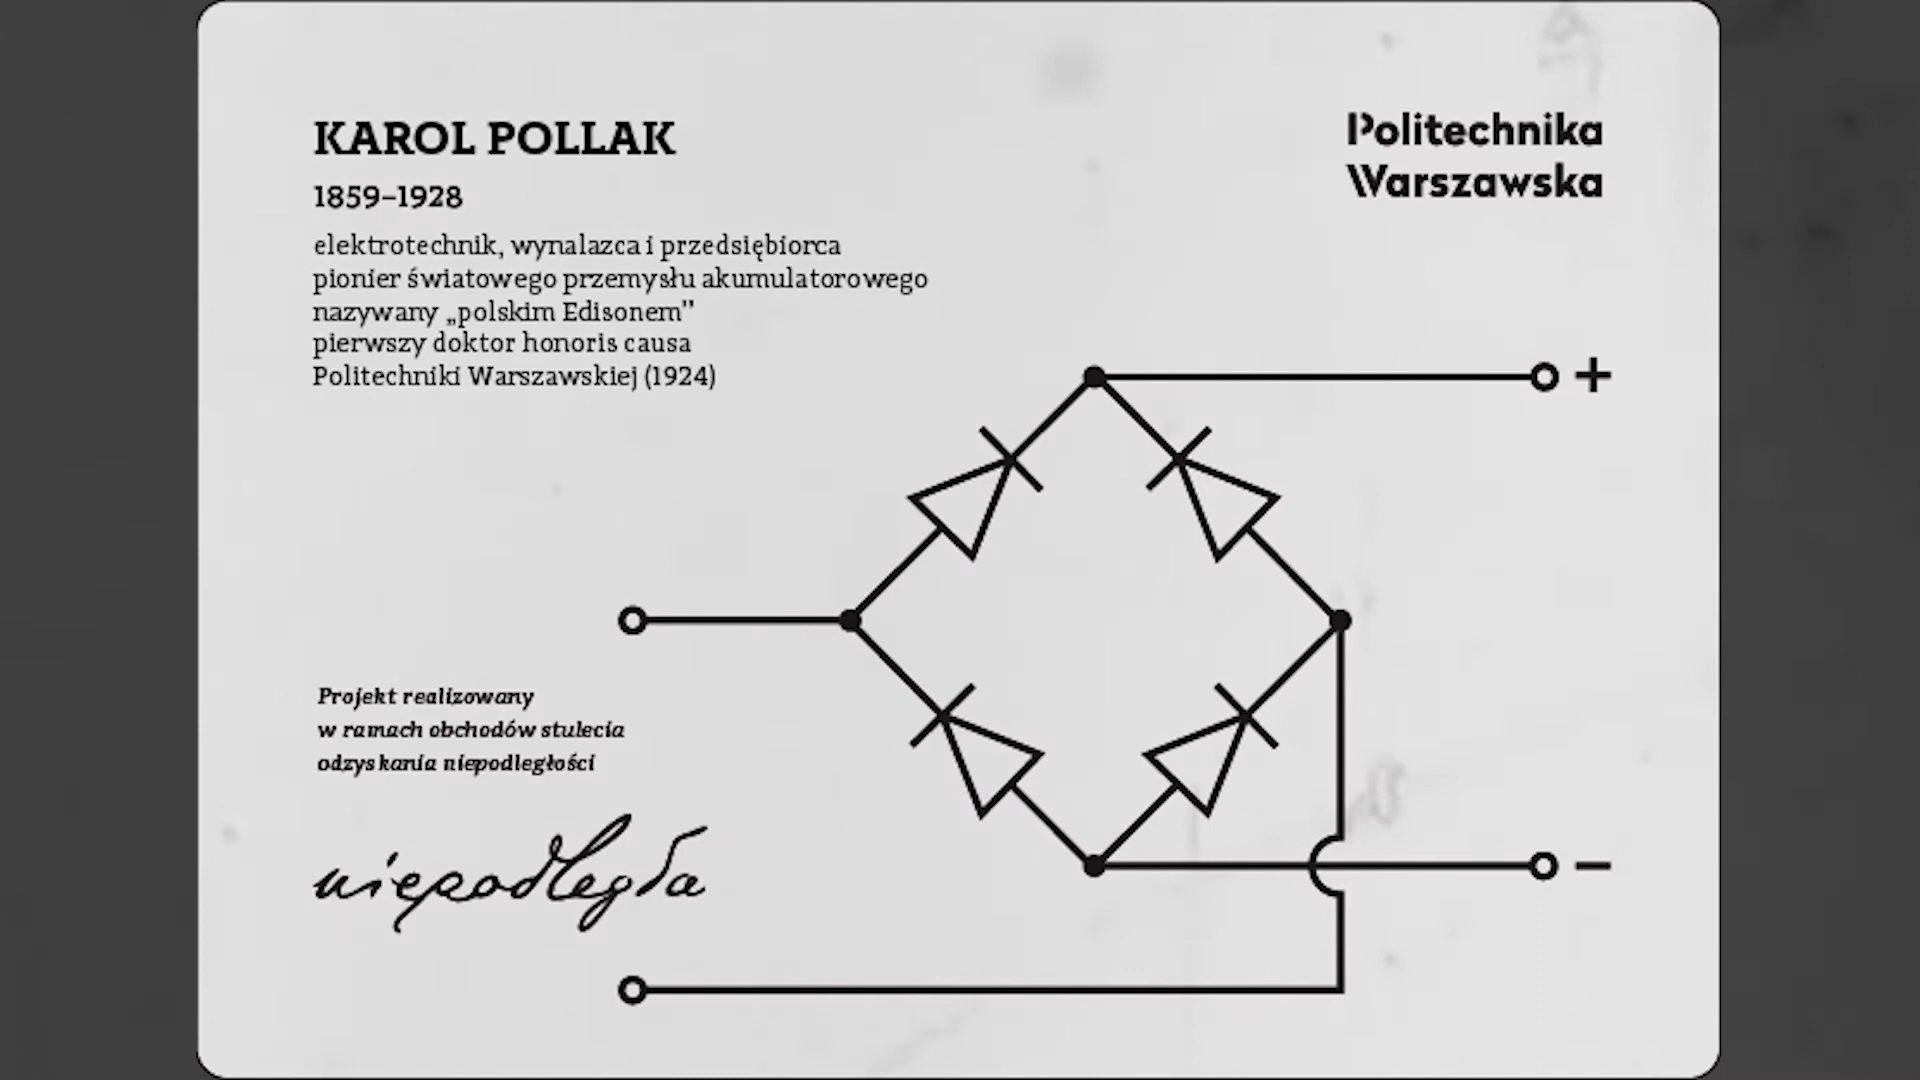 KAROL POLLAK
1859–1928
elektrotechnik, wynalazca i przedsiębiorca
pionier światowego przemysłu akumulatorowego
nazywany „polskim Edisonem”
pierwszy doktor honoris causa
Politechniki Warszawskiej (1924)
Politechnika
Warszawska
+
−
Projekt realizowany
w ramach obchodów stulecia
odzyskania niepodległości
niepodległa